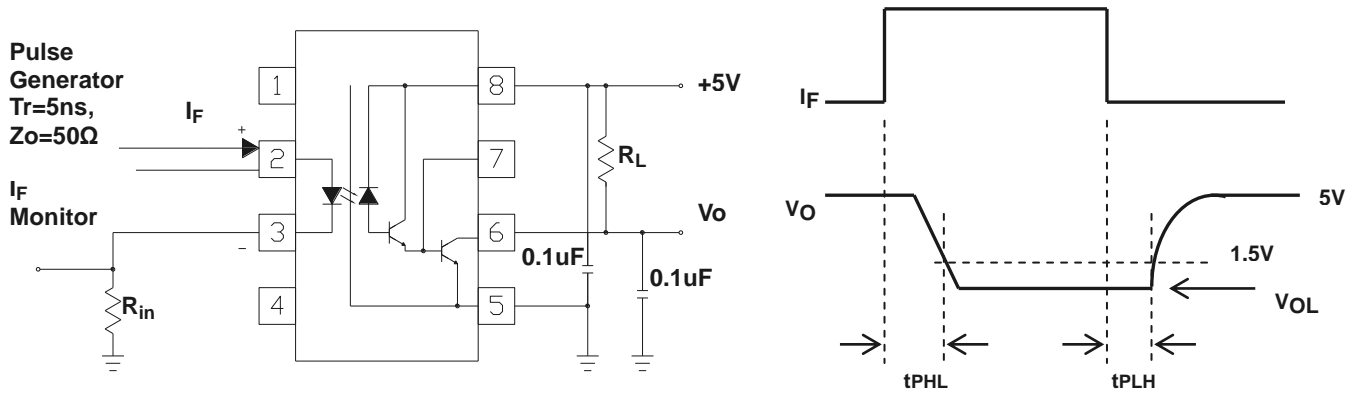 Pulse
Generator
Tr=5ns,
Zo=50Ω
IF
IF
Monitor
Rin
+
−
1
2
3
4
8
7
6
5
+5V
RL
Vo
0.1uF
0.1uF
IF
VO
5V
1.5V
VOL
tPHL
tPLH